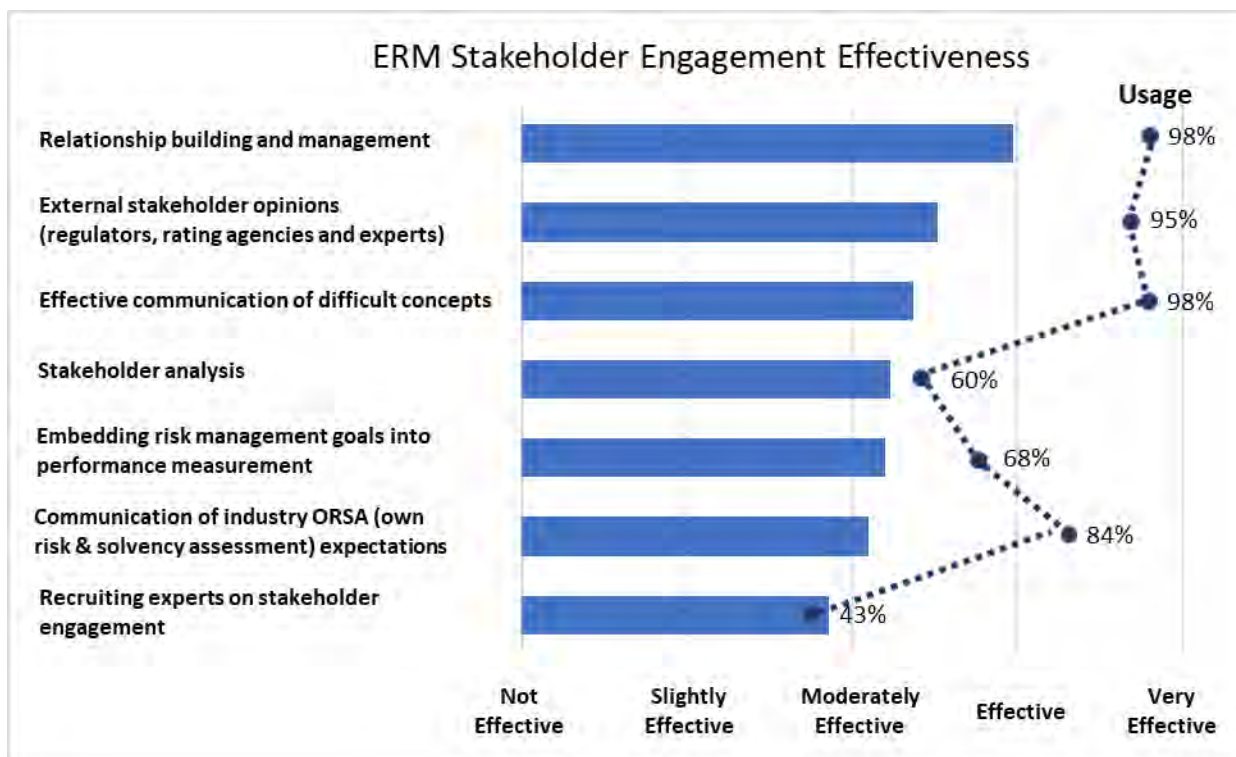 ERM Stakeholder Engagement Effectiveness
Usage
Relationship building and management
98%
External stakeholder opinions
(regulators, rating agencies and experts)
95%
Effective communication of difficult concepts
98%
Stakeholder analysis
60%
Embedding risk management goals into
performance measurement
68%
Communication of industry ORSA (own
risk & solvency assessment) expectations
84%
Recruiting experts on stakeholder
engagement
43%
Not
Effective
Slightly
Effective
Moderately
Effective
Effective
Very
Effective